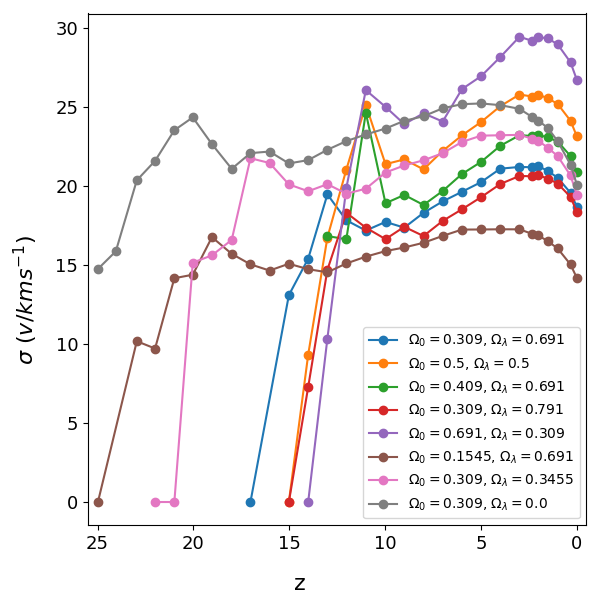 30
25
20
15
10
5
0
σ (v/kms⁻¹)
25 20 15 10 5 0
z
Ω₀ = 0.309, Ω_λ = 0.691
Ω₀ = 0.5, Ω_λ = 0.5
Ω₀ = 0.409, Ω_λ = 0.691
Ω₀ = 0.309, Ω_λ = 0.791
Ω₀ = 0.691, Ω_λ = 0.309
Ω₀ = 0.1545, Ω_λ = 0.691
Ω₀ = 0.309, Ω_λ = 0.3455
Ω₀ = 0.309, Ω_λ = 0.0